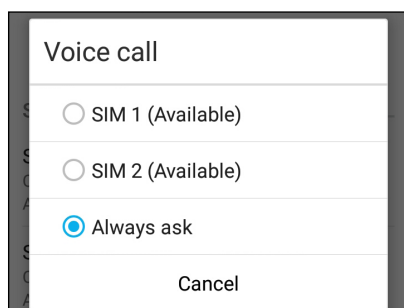 Voice call
SIM 1 (Available)
SIM 2 (Available)
Always ask
Cancel